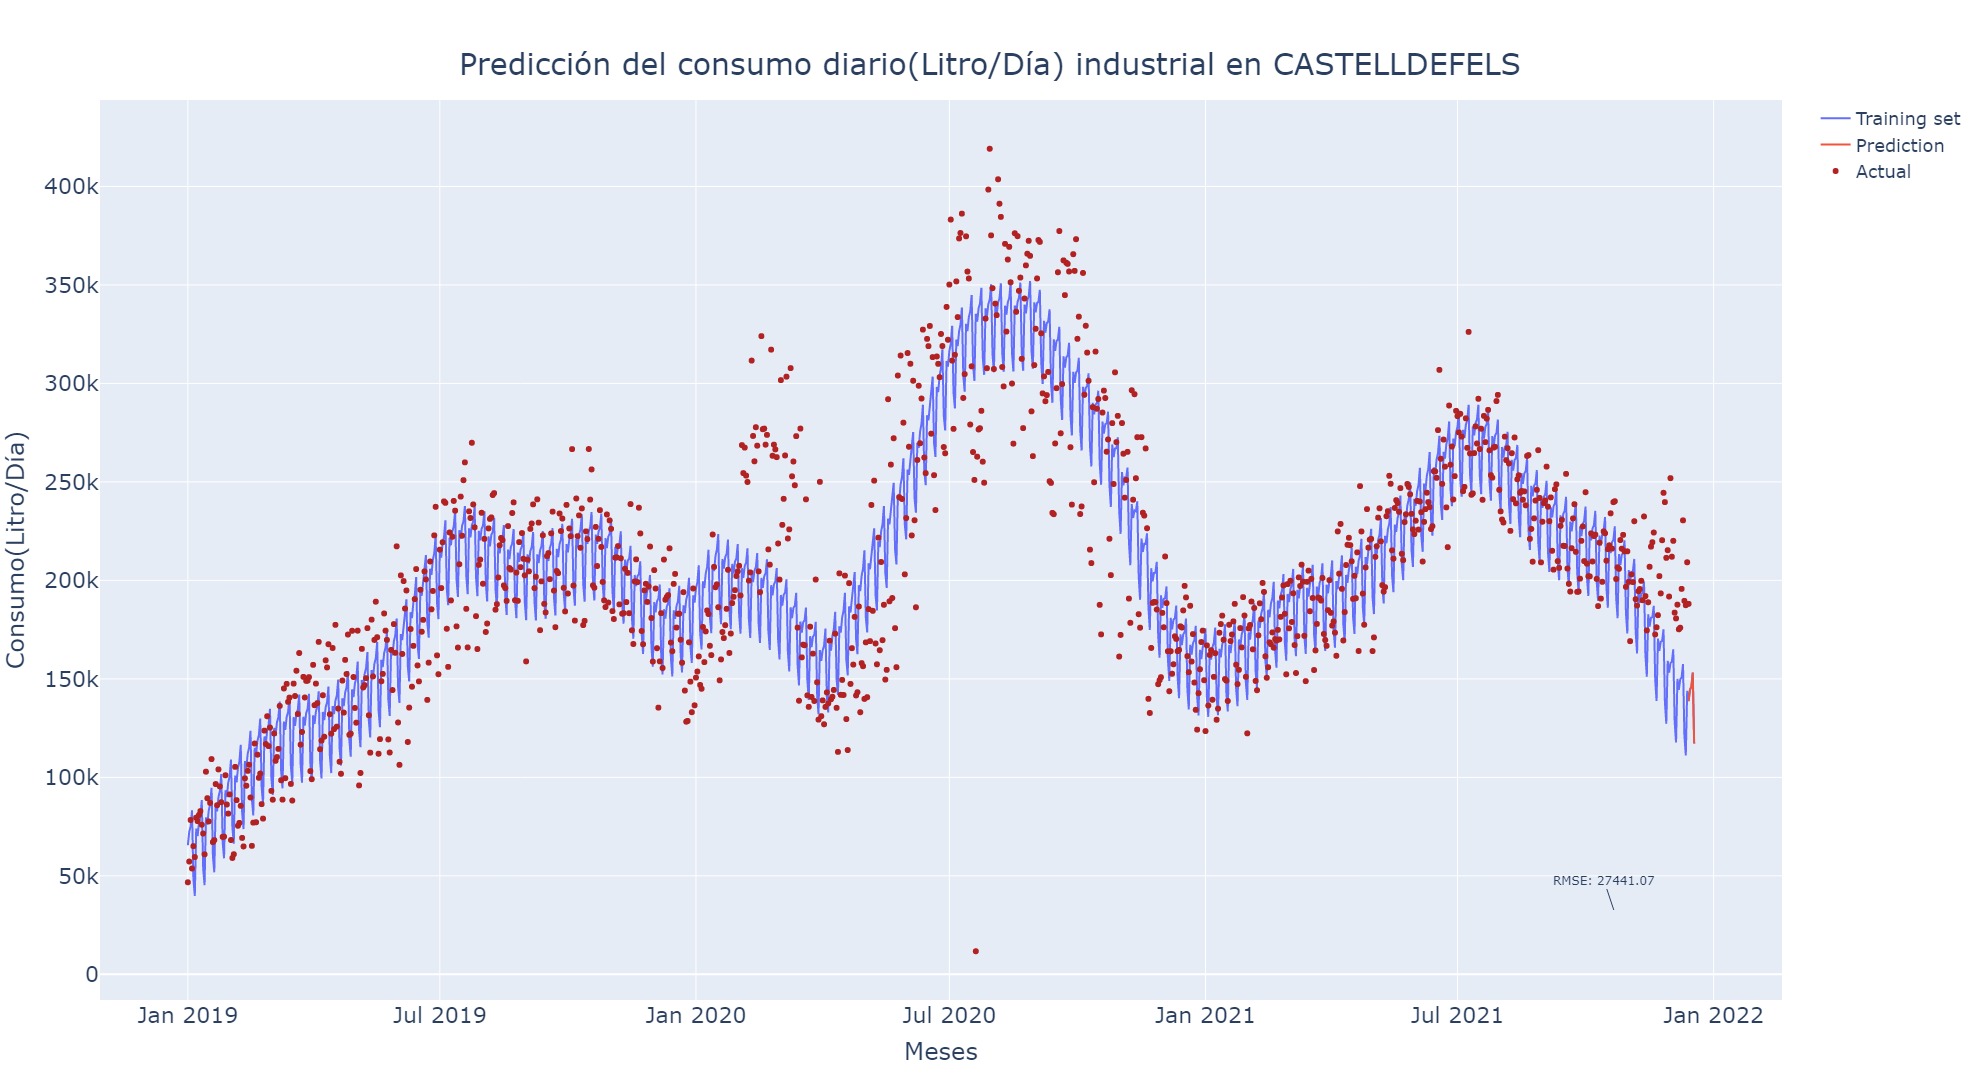 Predicción del consumo diario(Litro/Día) industrial en CASTELLDEFELS
Training set
Prediction
Actual
400k
350k
300k
250k
200k
150k
100k
50k
0
Consumo(Litro/Día)
RMSE: 27441.07
Jan 2019
Jul 2019
Jan 2020
Jul 2020
Jan 2021
Jul 2021
Jan 2022
Meses